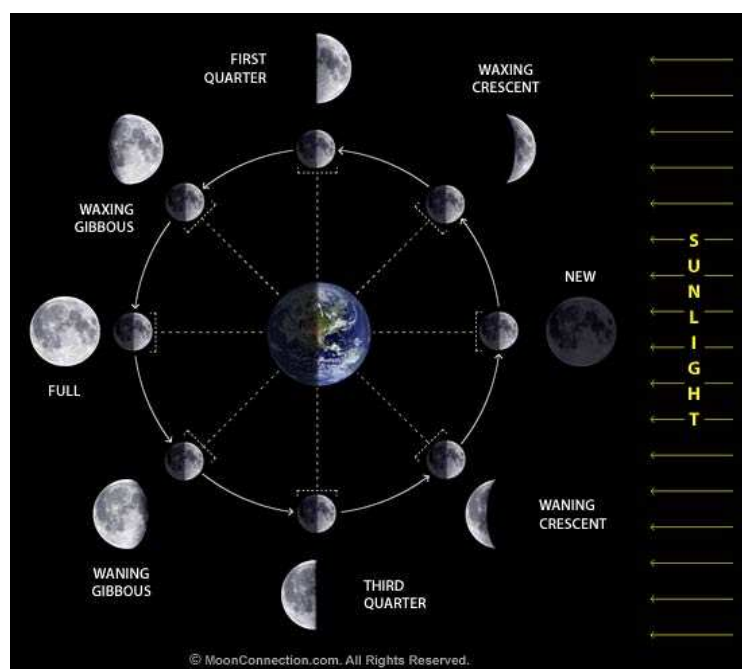 FIRST
QUARTER
WAXING
CRESCENT
WAXING
GIBBOUS
NEW
SUNLIGHT
FULL
WANING
GIBBOUS
WANING
CRESCENT
THIRD
QUARTER
© MoonConnection.com. All Rights Reserved.